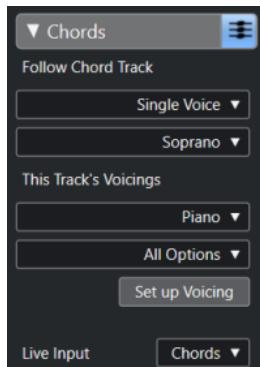 Chords
Follow Chord Track
Single Voice
Soprano
This Track's Voicings
Piano
All Options
Set up Voicing
Live Input Chords